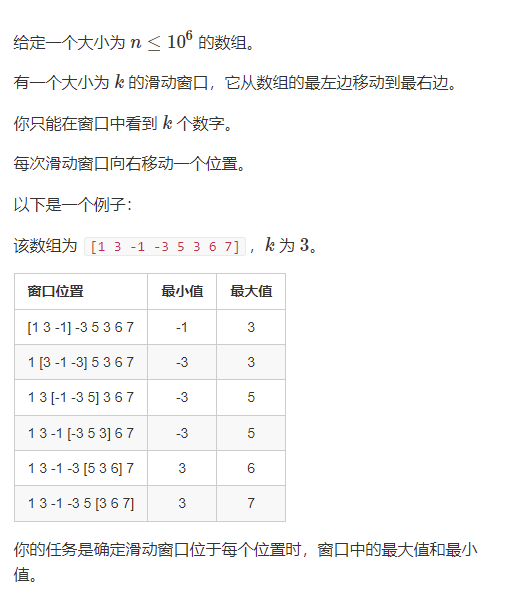 给定一个大小为 n ≤ 10⁶ 的数组。
有一个大小为 k 的滑动窗口，它从数组的最左边移动到最右边。
你只能在窗口中看到 k 个数字。
每次滑动窗口向右移动一个位置。
以下是一个例子：
该数组为 [1 3 -1 -3 5 3 6 7]，k 为 3。
窗口位置 最小值 最大值
[1 3 -1] -3 5 3 6 7 -1 3
1 [3 -1 -3] 5 3 6 7 -3 3
1 3 [-1 -3 5] 3 6 7 -3 5
1 3 -1 [-3 5 3] 6 7 -3 5
1 3 -1 -3 [5 3 6] 7 3 6
1 3 -1 -3 5 [3 6 7] 3 7
你的任务是确定滑动窗口位于每个位置时，窗口中的最大值和最小
值。